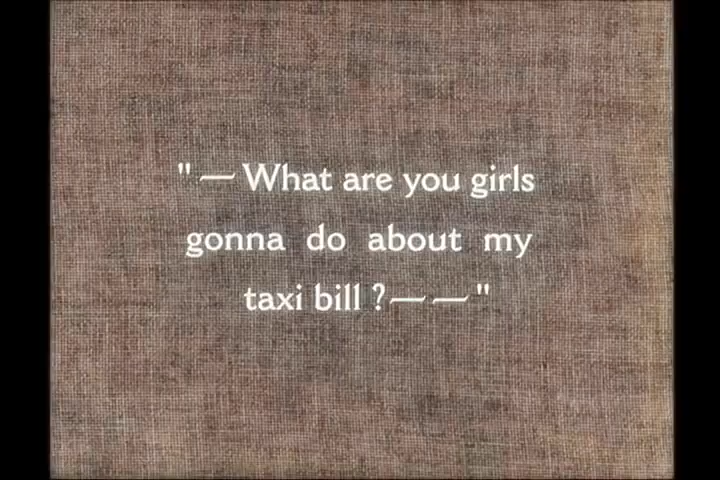 "— What are you girls
gonna do about my
taxi bill ?— —"